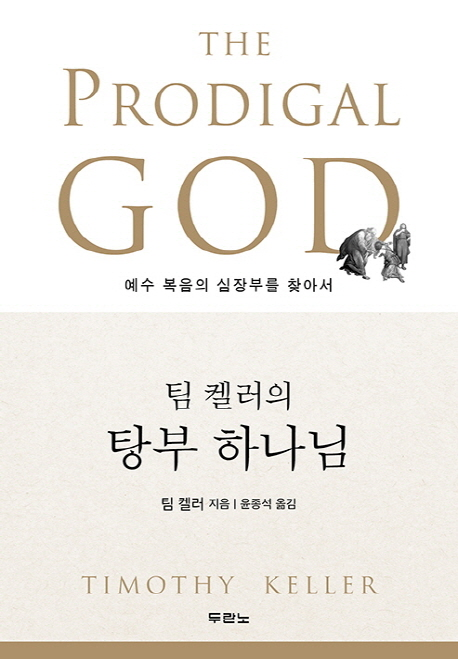 THE
PRODIGAL
GOD
예수 복음의 심장부를 찾아서
팀 켈러의
탕부 하나님
팀 켈러 지음 | 윤종석 옮김
TIMOTHY KELLER
두란노